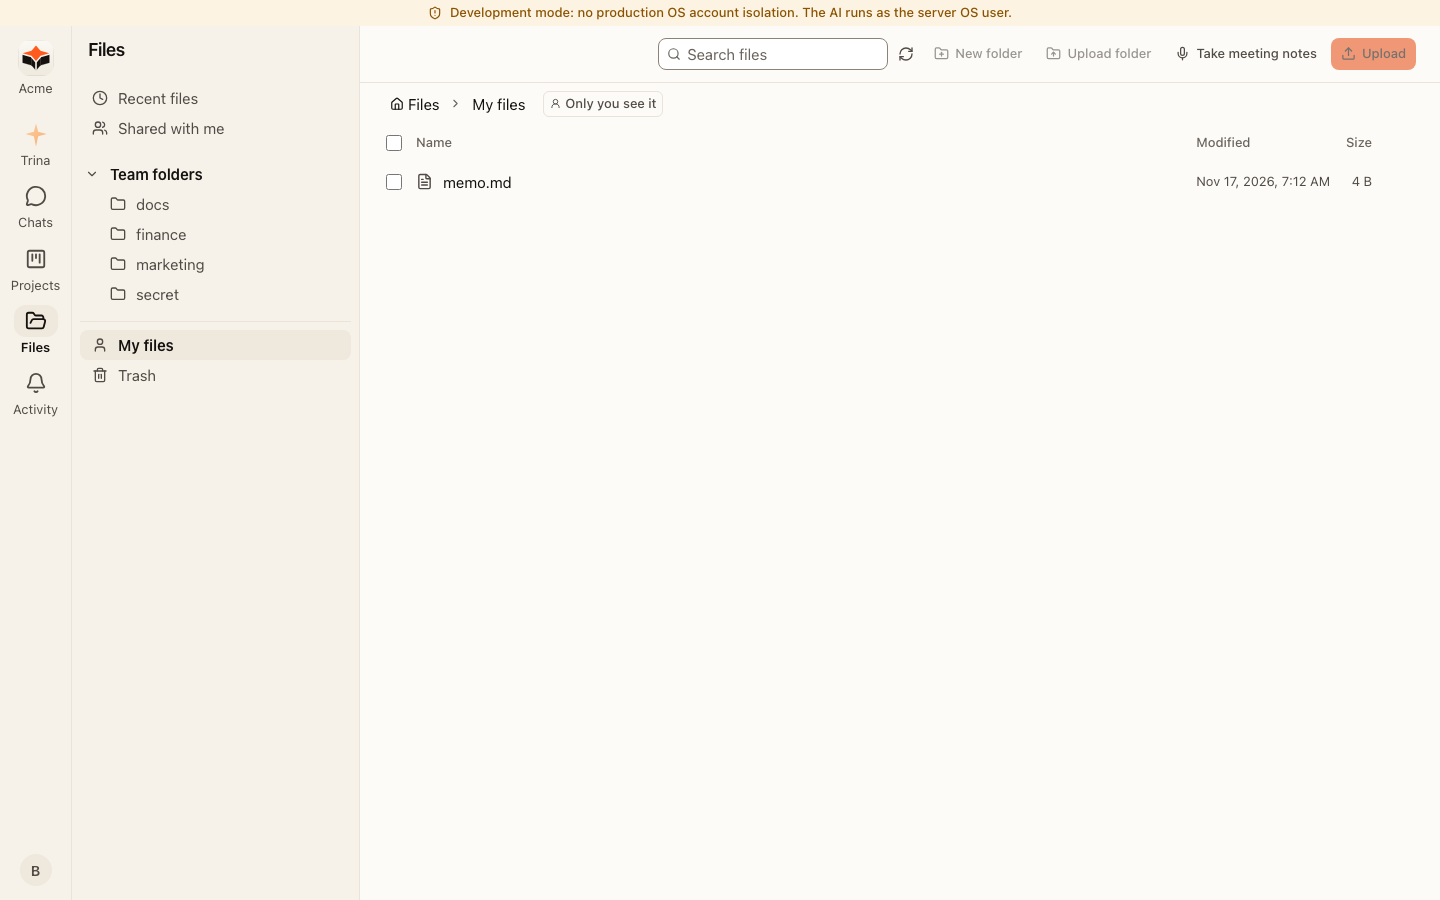 Development mode: no production OS account isolation. The AI runs as the server OS user.
Acme
Trina
Chats
Projects
Files
Activity
B
Files
Recent files
Shared with me
Team folders
docs
finance
marketing
secret
My files
Trash
Search files
New folder
Upload folder
Take meeting notes
Upload
Files > My files
Only you see it
Name Modified Size
memo.md Nov 17, 2026, 7:12 AM 4 B